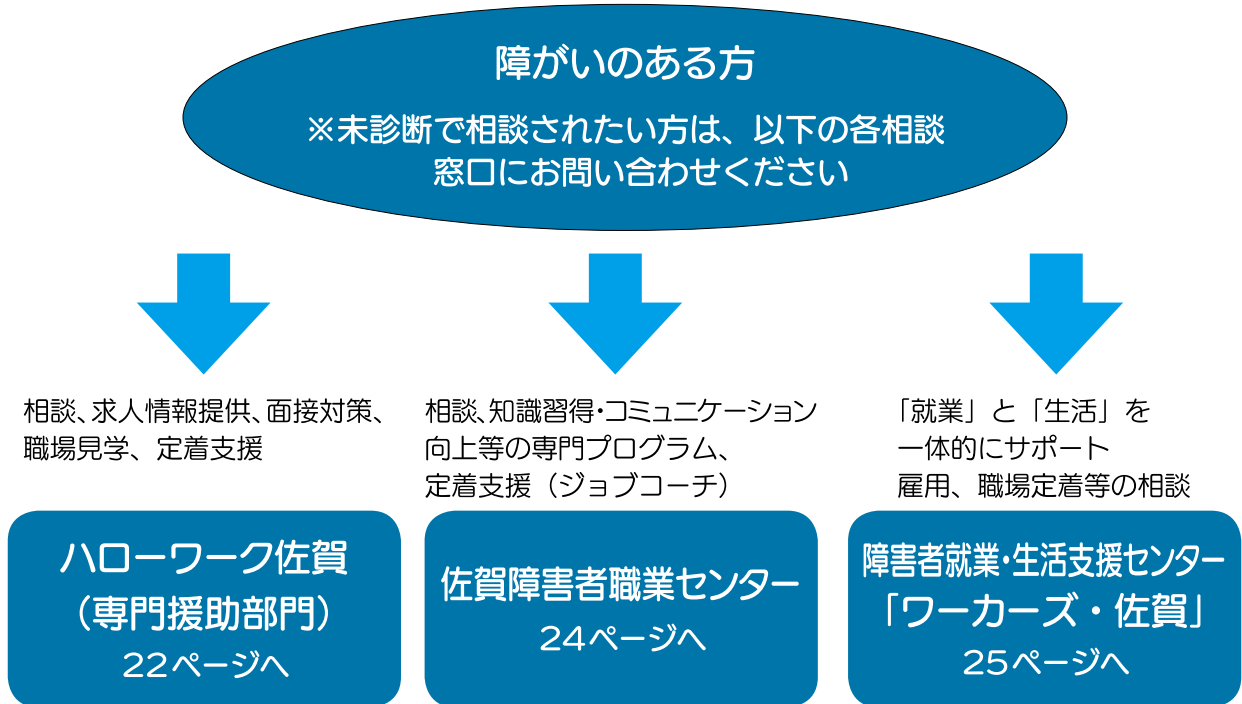 障がいのある方
※未診断で相談されたい方は、以下の各相談
窓口にお問い合わせください
相談、求人情報提供、面接対策、
職場見学、定着支援
ハローワーク佐賀
（専門援助部門）
22ページへ
相談、知識習得・コミュニケーション
向上等の専門プログラム、
定着支援（ジョブコーチ）
佐賀障害者職業センター
24ページへ
「就業」と「生活」を
一体的にサポート
雇用、職場定着等の相談
障害者就業・生活支援センター
「ワーカーズ・佐賀」
25ページへ